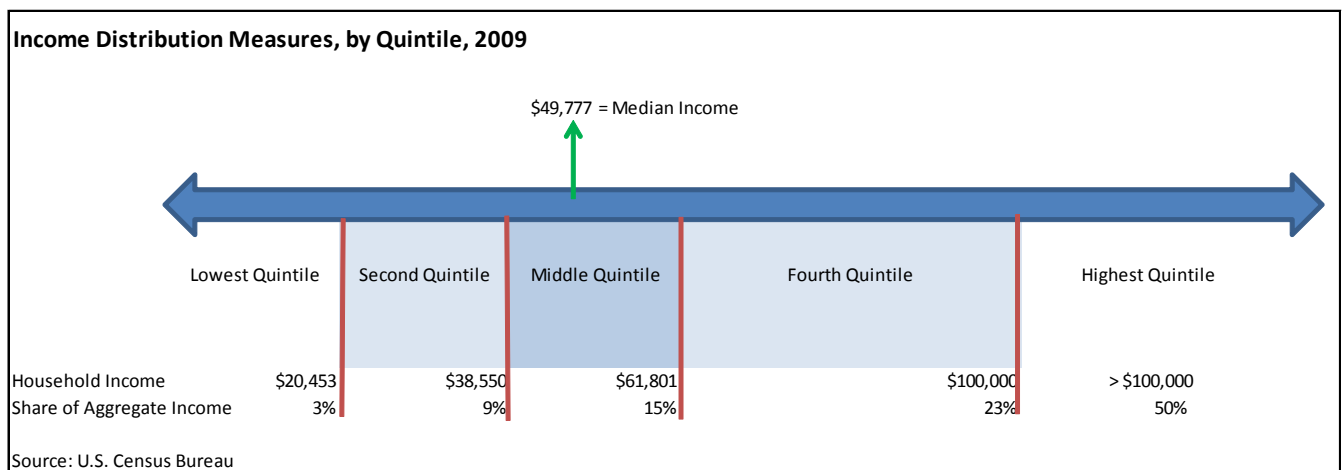 Income Distribution Measures, by Quintile, 2009
$49,777 = Median Income
Lowest Quintile Second Quintile Middle Quintile Fourth Quintile Highest Quintile
Household Income $20,453 $38,550 $61,801 $100,000 > $100,000
Share of Aggregate Income 3% 9% 15% 23% 50%
Source: U.S. Census Bureau